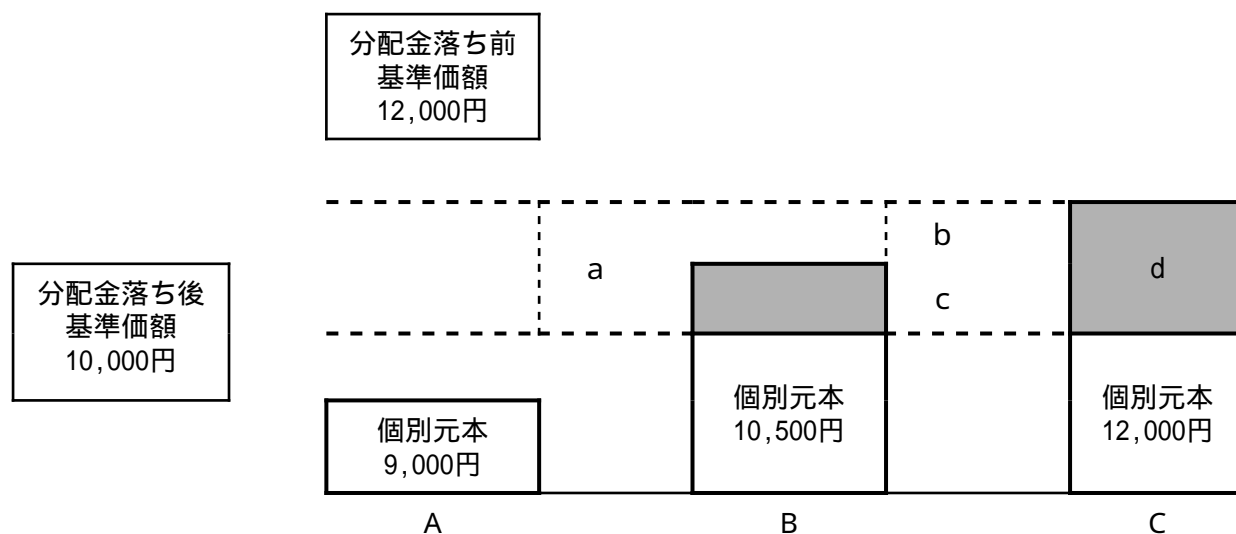 分配金落ち前
基準価額
12,000円
分配金落ち後
基準価額
10,000円
a
b
c
d
個別元本
9,000円
個別元本
10,500円
個別元本
12,000円
A
B
C